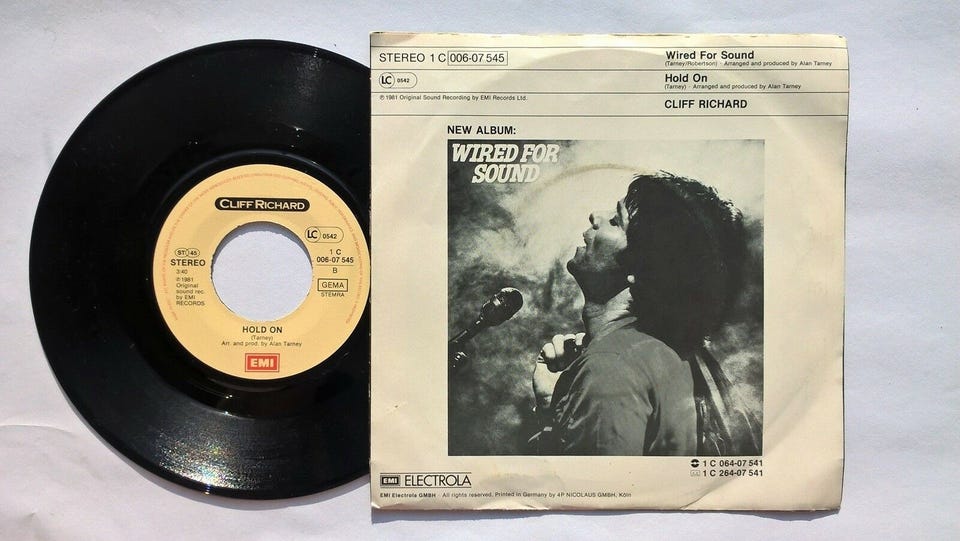 CLIFF RICHARD
LC 0542
ST 45
STEREO
3:40
℗ 1981
Original
sound rec.
by EMI
RECORDS
1 C
006-07 545
B
GEMA
STEMRA
HOLD ON
(Tarney)
Arr. and prod. by Alan Tarney
EMI
STEREO 1 C 006-07 545
LC 0542
℗ 1981 Original Sound Recording by EMI Records Ltd.
Wired For Sound
(Tarney/Robertson) · Arranged and produced by Alan Tarney
Hold On
(Tarney) · Arranged and produced by Alan Tarney
CLIFF RICHARD
NEW ALBUM:
WIRED FOR
SOUND
1 C 064-07 541
1 C 264-07 541
EMI ELECTROLA
EMI Electrola GMBH · All rights reserved. Printed in Germany by 4P NICOLAUS GMBH, Köln